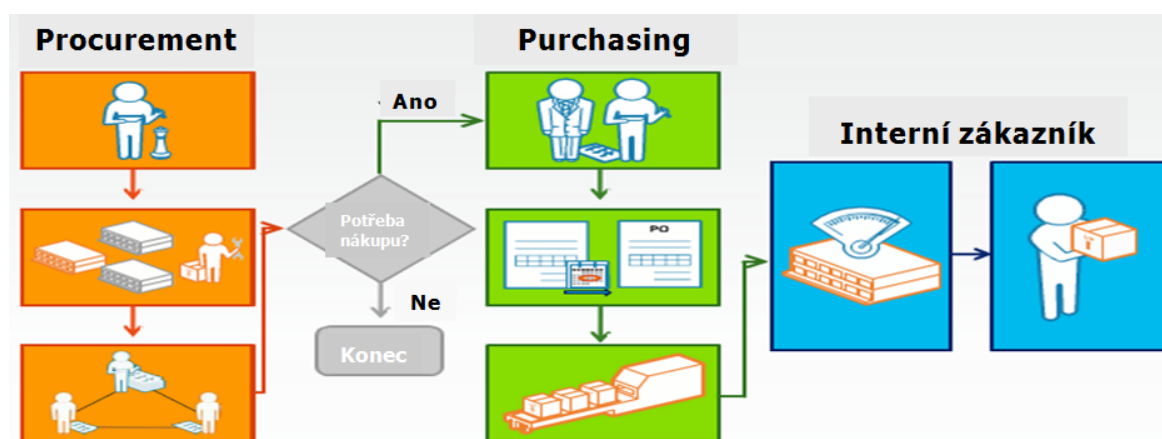 Procurement
Purchasing
Ano
Interní zákazník
Potřeba
nákupu?
PO
Ne
Konec